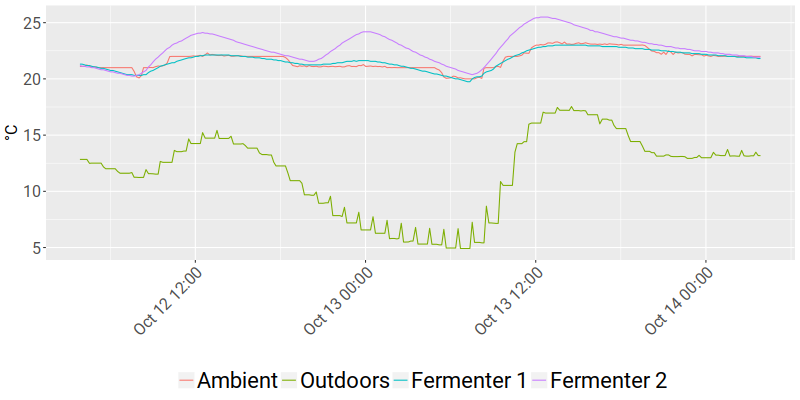 25
20
15
10
5
°C
Oct 12 12:00
Oct 13 00:00
Oct 13 12:00
Oct 14 00:00
Ambient Outdoors Fermenter 1 Fermenter 2